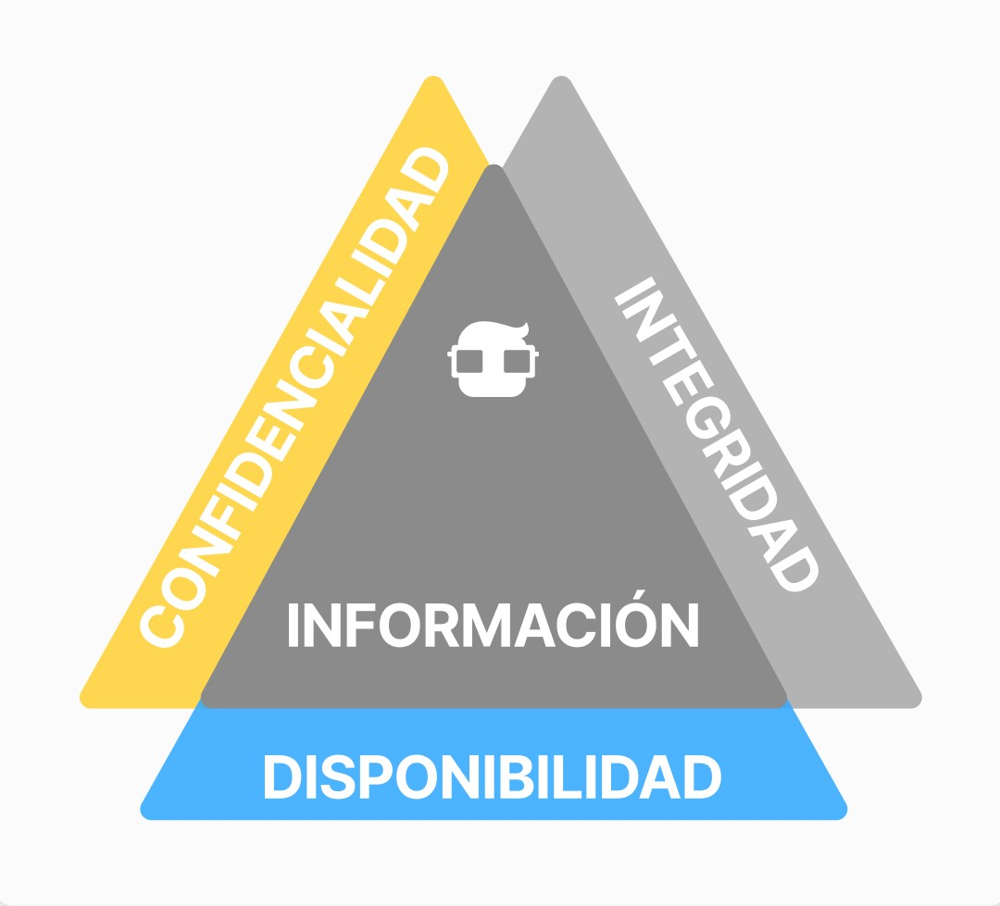 CONFIDENCIALIDAD
INTEGRIDAD
INFORMACIÓN
DISPONIBILIDAD